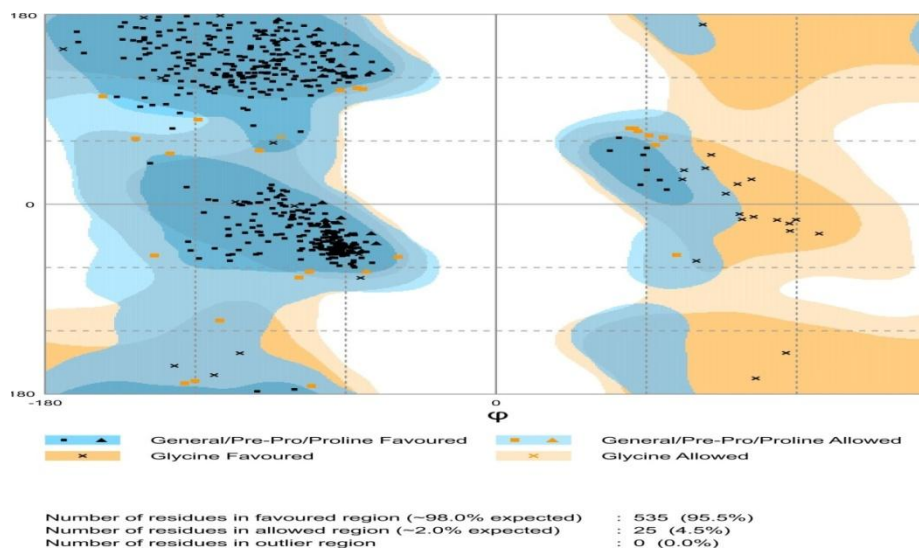 180
0
180
-180
0
φ
General/Pre-Pro/Proline Favoured
General/Pre-Pro/Proline Allowed
Glycine Favoured
Glycine Allowed
Number of residues in favoured region (~98.0% expected) : 535 (95.5%)
Number of residues in allowed region (~2.0% expected) : 25 (4.5%)
Number of residues in outlier region : 0 (0.0%)